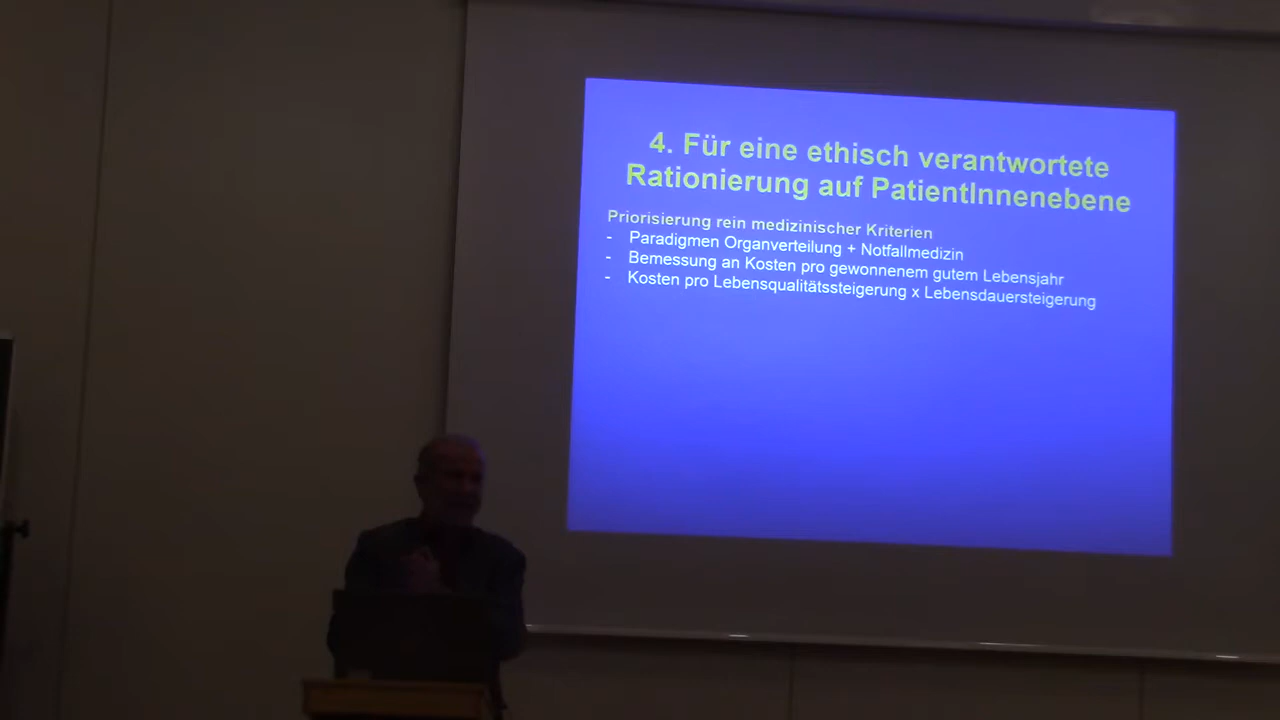 4. Für eine ethisch verantwortete
Rationierung auf PatientInnenebene
Priorisierung rein medizinischer Kriterien
- Paradigmen Organverteilung + Notfallmedizin
- Bemessung an Kosten pro gewonnenem gutem Lebensjahr
- Kosten pro Lebensqualitätssteigerung x Lebensdauersteigerung